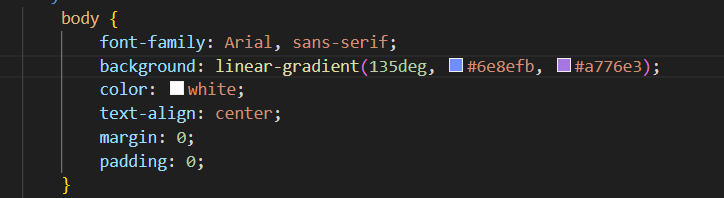 body {
font-family: Arial, sans-serif;
background: linear-gradient(135deg, #6e8efb, #a776e3);
color: white;
text-align: center;
margin: 0;
padding: 0;
}